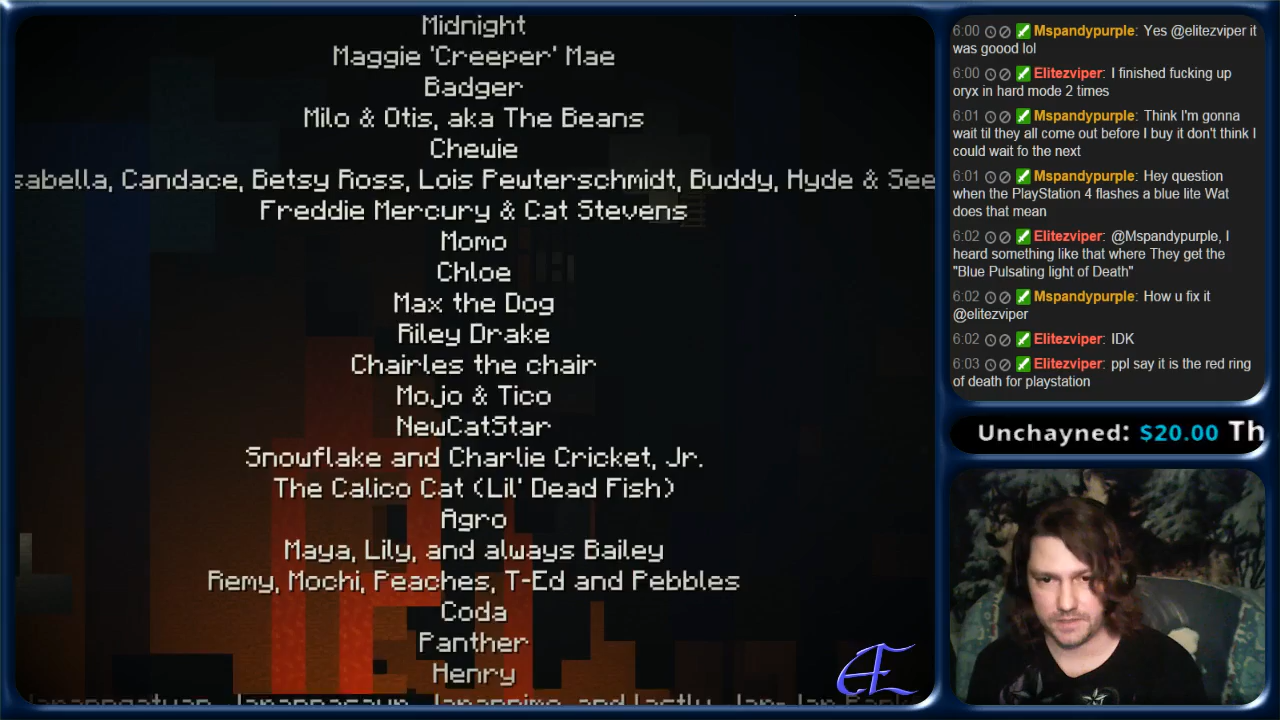 Midnight
Maggie 'Creeper' Mae
Badger
Milo & Otis, aka The Beans
Chewie
sabella, Candace, Betsy Ross, Lois Pewterschmidt, Buddy, Hyde & See
Freddie Mercury & Cat Stevens
Momo
Chloe
Max the Dog
Riley Drake
Chairles the chair
Mojo & Tico
NewCatStar
Snowflake and Charlie Cricket, Jr.
The Calico Cat (Lil' Dead Fish)
Agro
Maya, Lily, and always Bailey
Remy, Mochi, Peaches, T-Ed and Pebbles
Coda
Panther
Henry
and lastly, Jan-Jan
6:00 Mspandypurple: Yes @elitezviper it
was goood lol
6:00 Elitezviper: I finished fucking up
oryx in hard mode 2 times
6:01 Mspandypurple: Think I'm gonna
wait til they all come out before I buy it don't think I
could wait fo the next
6:01 Mspandypurple: Hey question
when the PlayStation 4 flashes a blue lite Wat
does that mean
6:02 Elitezviper: @Mspandypurple, I
heard something like that where They get the
"Blue Pulsating light of Death"
6:02 Mspandypurple: How u fix it
@elitezviper
6:02 Elitezviper: IDK
6:03 Elitezviper: ppl say it is the red ring
of death for playstation
Unchayned: $20.00 Th